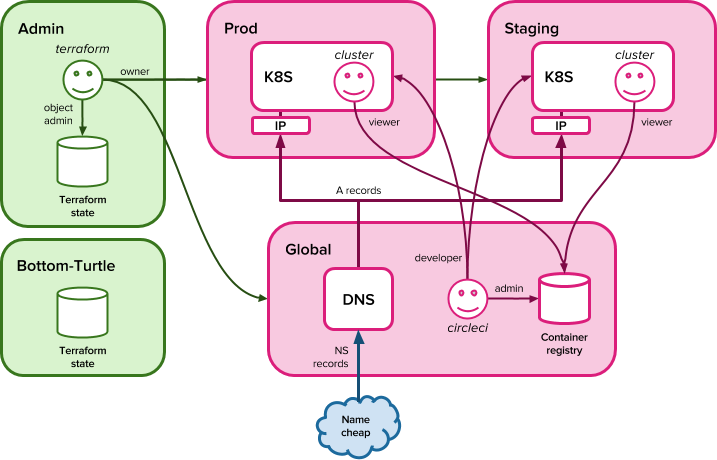 Admin
terraform
owner
object
admin
Terraform
state
Prod
cluster
K8S
IP
viewer
Staging
cluster
K8S
IP
viewer
A records
Bottom-Turtle
Terraform
state
Global
developer
DNS
admin
circleci
Container
registry
NS
records
Name
cheap